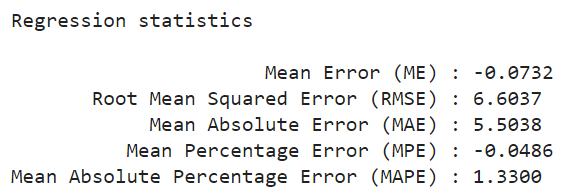 Regression statistics
Mean Error (ME) : -0.0732
Root Mean Squared Error (RMSE) : 6.6037
Mean Absolute Error (MAE) : 5.5038
Mean Percentage Error (MPE) : -0.0486
Mean Absolute Percentage Error (MAPE) : 1.3300